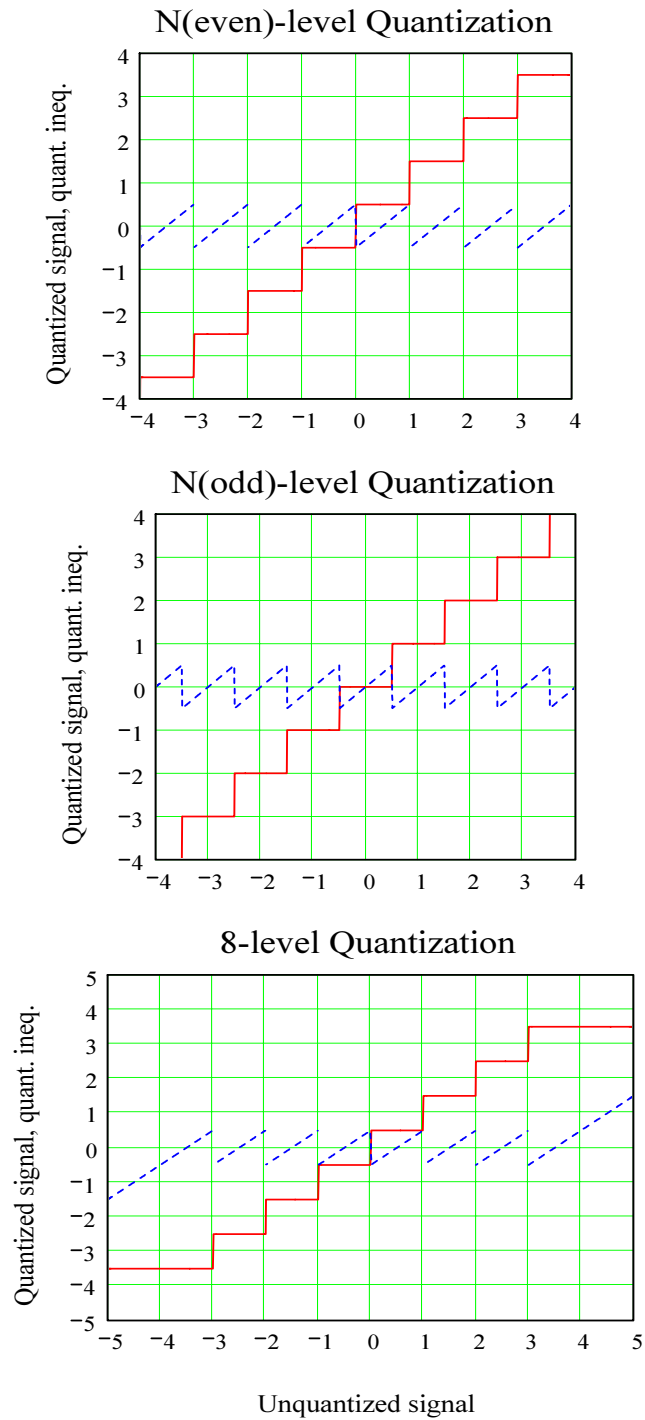 N(even)-level Quantization
Quantized signal, quant. ineq.
4
3
2
1
0
−1
−2
−3
−4
−4 −3 −2 −1 0 1 2 3 4
N(odd)-level Quantization
Quantized signal, quant. ineq.
4
3
2
1
0
−1
−2
−3
−4
−4 −3 −2 −1 0 1 2 3 4
8-level Quantization
Quantized signal, quant. ineq.
5
4
3
2
1
0
−1
−2
−3
−4
−5
−5 −4 −3 −2 −1 0 1 2 3 4 5
Unquantized signal